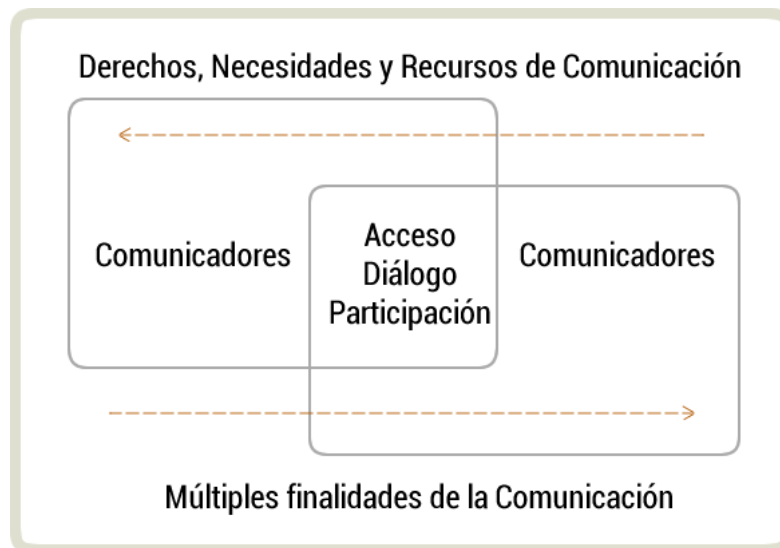 Derechos, Necesidades y Recursos de Comunicación
Comunicadores
Acceso
Diálogo
Participación
Comunicadores
Múltiples finalidades de la Comunicación